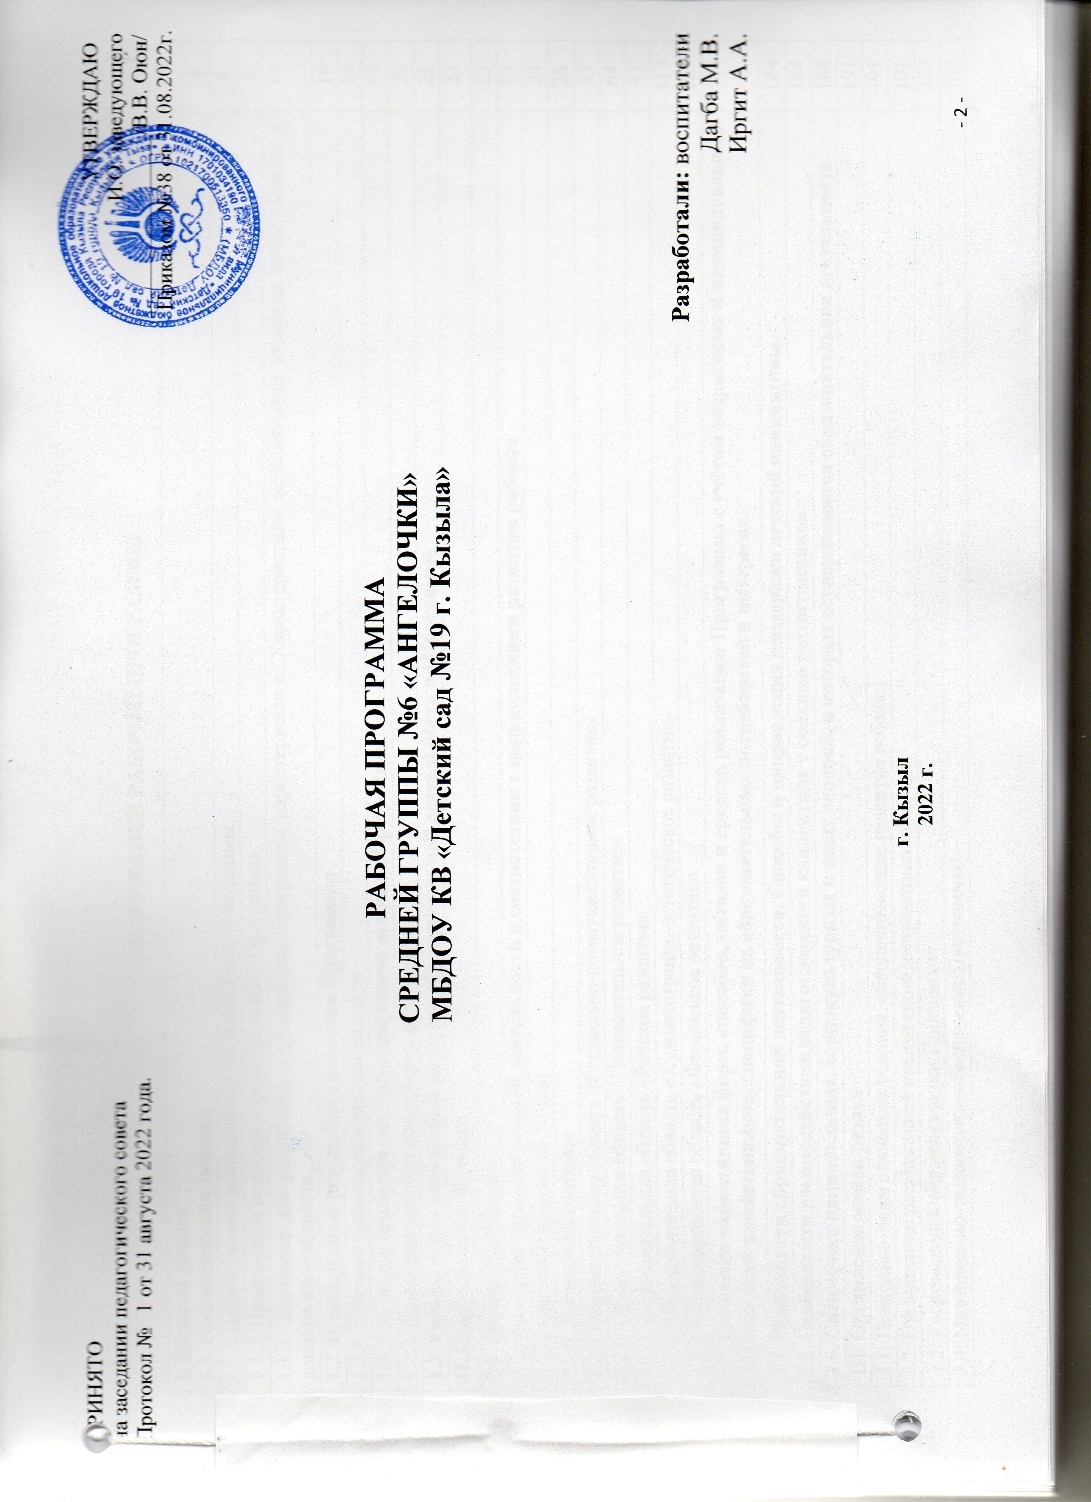 ПРИНЯТО
на заседании педагогического совета
Протокол № 1 от 31 августа 2022 года.
УТВЕРЖДАЮ
И.О. заведующего
/В.В. Оюн/
Приказом №38 от 31.08.2022г.
РАБОЧАЯ ПРОГРАММА
СРЕДНЕЙ ГРУППЫ №6 «АНГЕЛОЧКИ»
МБДОУ КВ «Детский сад №19 г. Кызыла»
Разработали: воспитатели
Дагба М.В.
Иргит А.А.
г. Кызыл
2022 г.
- 2 -